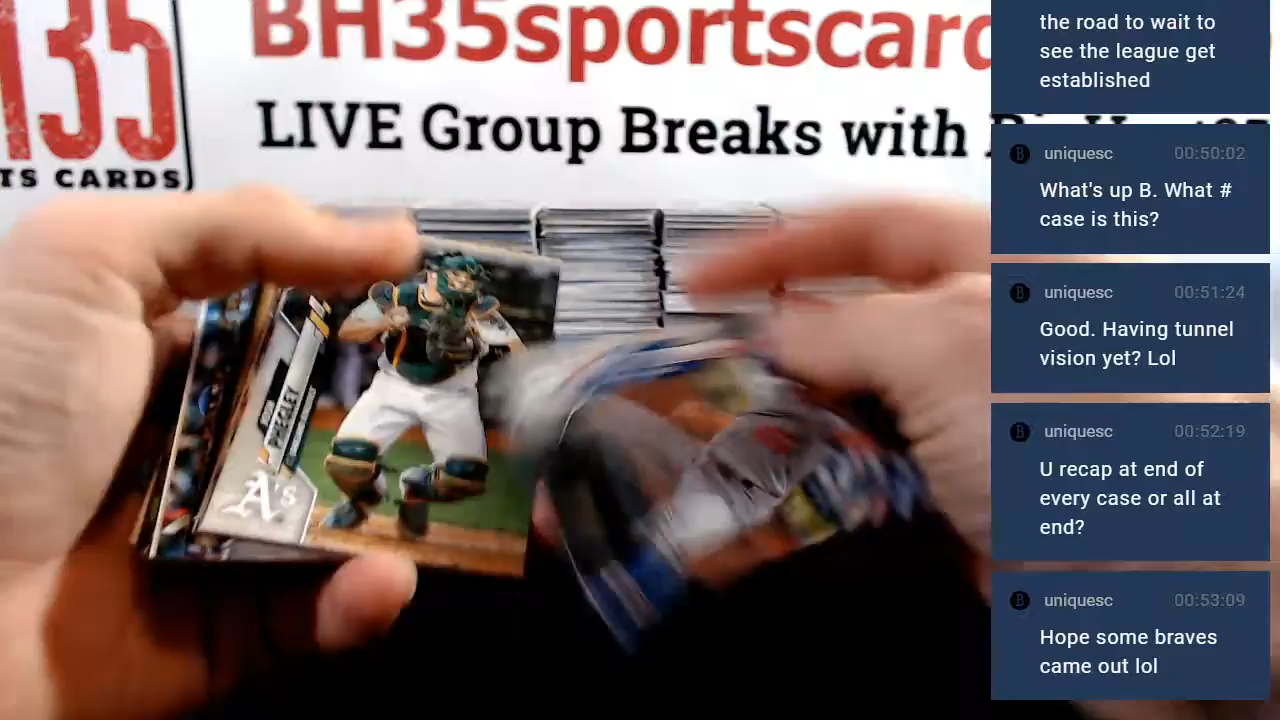 135
TS CARDS
BH35sportscard
LIVE Group Breaks with
PHEGLEY
A's
the road to wait to
see the league get
established
uniquesc 00:50:02
What's up B. What #
case is this?
uniquesc 00:51:24
Good. Having tunnel
vision yet? Lol
uniquesc 00:52:19
U recap at end of
every case or all at
end?
uniquesc 00:53:09
Hope some braves
came out lol